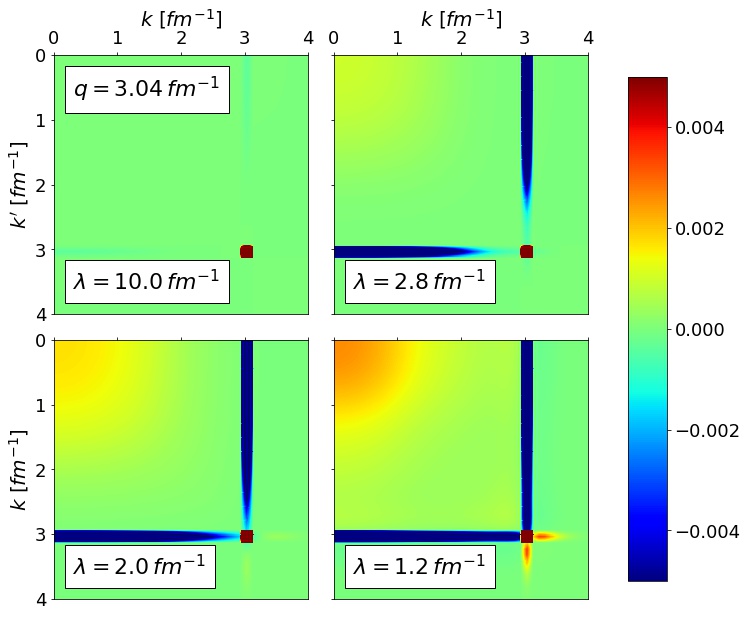 k [fm⁻¹]
0 1 2 3 4
0 1 2 3 4
0
1
2
3
4
k′ [fm⁻¹]
q = 3.04 fm⁻¹
λ = 10.0 fm⁻¹
λ = 2.8 fm⁻¹
0
1
2
3
4
k [fm⁻¹]
λ = 2.0 fm⁻¹
λ = 1.2 fm⁻¹
0.004
0.002
0.000
−0.002
−0.004